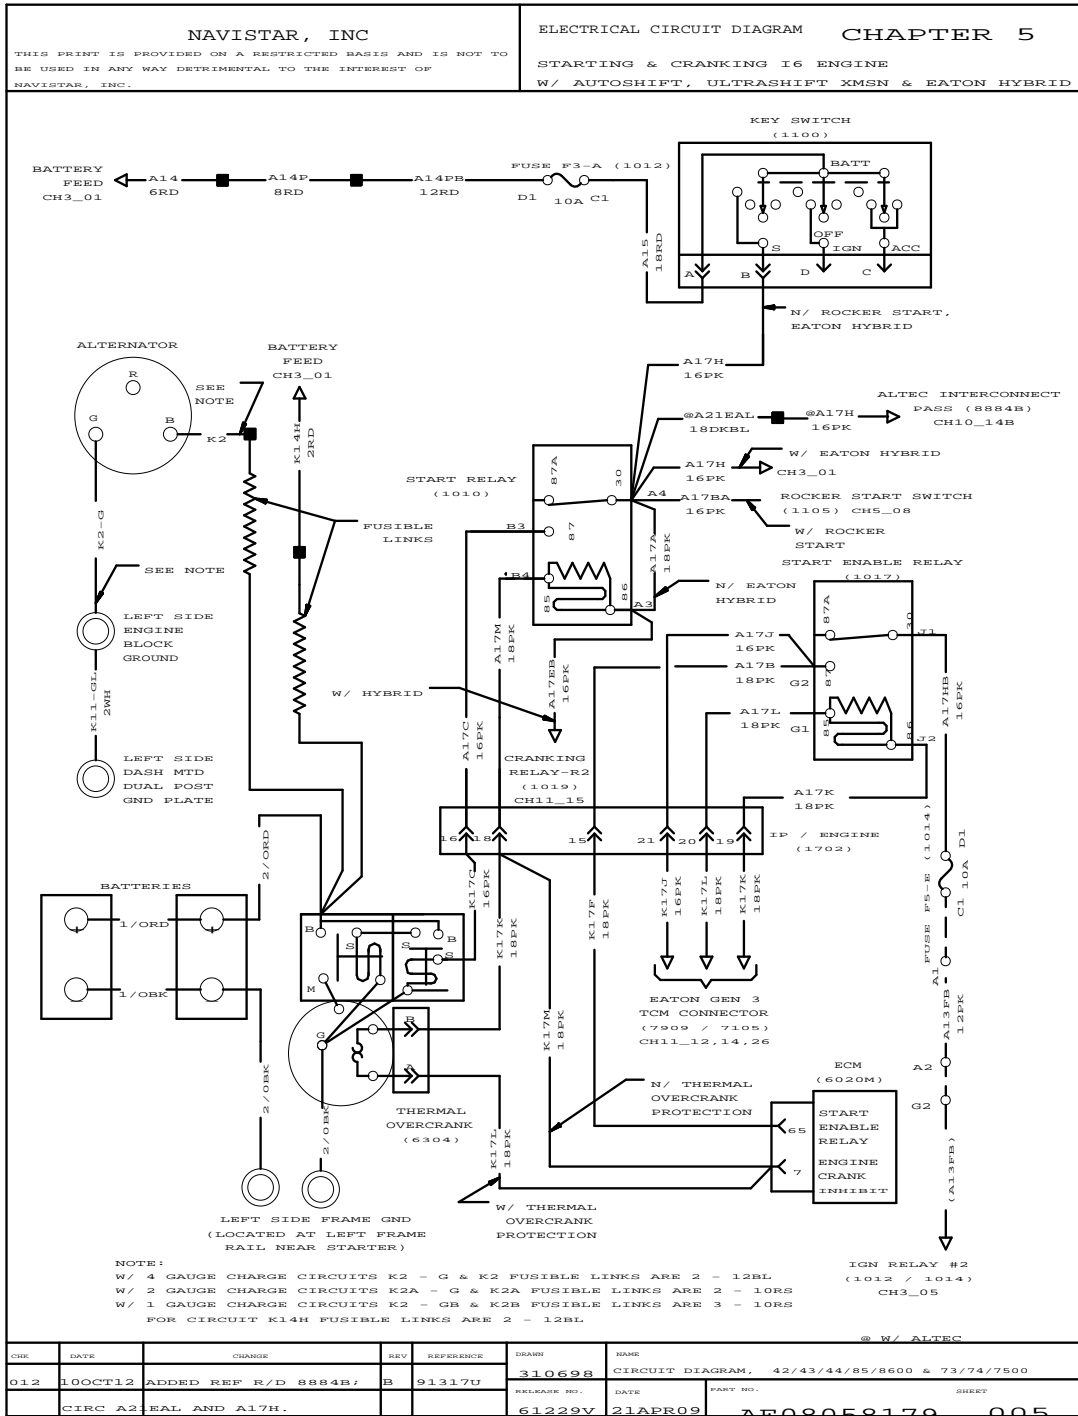 NAVISTAR, INC
THIS PRINT IS PROVIDED ON A RESTRICTED BASIS AND IS NOT TO
BE USED IN ANY WAY DETRIMENTAL TO THE INTEREST OF
NAVISTAR, INC.
ELECTRICAL CIRCUIT DIAGRAM CHAPTER 5
STARTING & CRANKING I6 ENGINE
W/ AUTOSHIFT, ULTRASHIFT XMSN & EATON HYBRID
KEY SWITCH
(1100)
BATT
OFF
S
IGN
ACC
A
B
D
C
BATTERY
FEED
CH3_01
A14
6RD
A14P
8RD
A14PB
12RD
FUSE F3-A (1012)
D1
10A
C1
A15
18RD
N/ ROCKER START,
EATON HYBRID
ALTERNATOR
R
G
B
SEE
NOTE
K2
BATTERY
FEED
CH3_01
K14H
2RD
A17H
16PK
@A21EAL
18DKBL
@A17H
16PK
ALTEC INTERCONNECT
PASS (8884B)
CH10_14B
A17H
16PK
W/ EATON HYBRID
CH3_01
A17BA
16PK
ROCKER START SWITCH
(1105) CH5_08
W/ ROCKER
START
START RELAY
(1010)
87A
30
A4
B3
87
B4
85
86
A3
A17A
18PK
N/ EATON
HYBRID
FUSIBLE
LINKS
K2-G
SEE NOTE
LEFT SIDE
ENGINE
BLOCK
GROUND
K11-GL
2WH
LEFT SIDE
DASH MTD
DUAL POST
GND PLATE
START ENABLE RELAY
(1017)
87A
30
J1
87
G2
85
G1
86
J2
A17J
16PK
A17B
18PK
A17L
18PK
A17HB
16PK
A17K
18PK
A17M
18PK
A17EB
16PK
A17C
16PK
W/ HYBRID
CRANKING
RELAY-R2
(1019)
CH11_15
16
18
15
21
20
19
IP / ENGINE
(1702)
FUSE F5-E (1014)
D1
C1 10A
K17C
16PK
K17K
18PK
K17F
18PK
K17J
16PK
K17L
18PK
K17K
18PK
2/ORD
BATTERIES
1/ORD
1/OBK
B
S
S
B
S
M
G
B
A
THERMAL
OVERCRANK
(6304)
K17M
18PK
K17L
18PK
EATON GEN 3
TCM CONNECTOR
(7909 / 7105)
CH11_12,14,26
A1
A13FB
12PK
A2
G2
(A13FB)
N/ THERMAL
OVERCRANK
PROTECTION
ECM
(6020M)
65
START
ENABLE
RELAY
7
ENGINE
CRANK
INHIBIT
2/OBK
2/OBK
W/ THERMAL
OVERCRANK
PROTECTION
LEFT SIDE FRAME GND
(LOCATED AT LEFT FRAME
RAIL NEAR STARTER)
IGN RELAY #2
(1012 / 1014)
CH3_05
NOTE:
W/ 4 GAUGE CHARGE CIRCUITS K2 - G & K2 FUSIBLE LINKS ARE 2 - 12BL
W/ 2 GAUGE CHARGE CIRCUITS K2A - G & K2A FUSIBLE LINKS ARE 2 - 10RS
W/ 1 GAUGE CHARGE CIRCUITS K2 - GB & K2B FUSIBLE LINKS ARE 3 - 10RS
FOR CIRCUIT K14H FUSIBLE LINKS ARE 2 - 12BL
@ W/ ALTEC
CHK DATE CHANGE REV REFERENCE
012 10OCT12 ADDED REF R/D 8884B; B 91317U
CIRC A21EAL AND A17H.
DRAWN
310698
NAME
CIRCUIT DIAGRAM, 42/43/44/85/8600 & 73/74/7500
RELEASE NO.
61229V
DATE
21APR09
PART NO.
AF08058179
SHEET
005